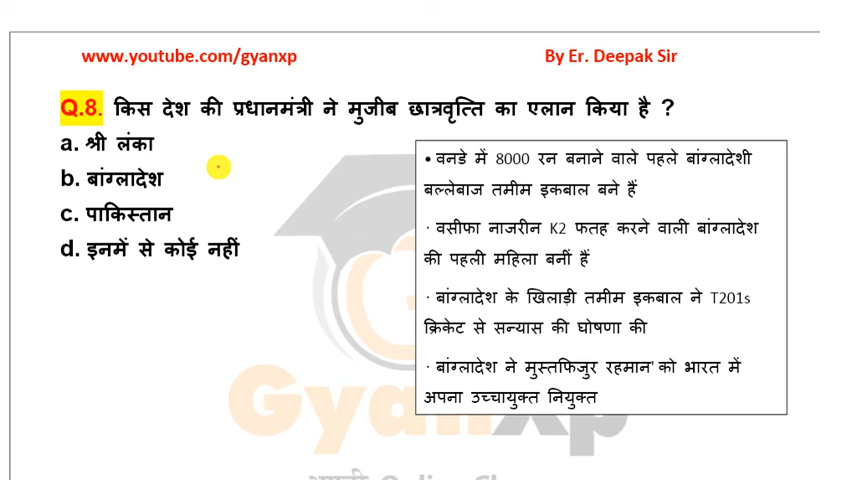 www.youtube.com/gyanxp By Er. Deepak Sir
Q.8. किस देश की प्रधानमंत्री ने मुजीब छात्रवृत्ति का एलान किया है ?
a. श्री लंका
b. बांग्लादेश
c. पाकिस्तान
d. इनमें से कोई नहीं
• वनडे में 8000 रन बनाने वाले पहले बांग्लादेशी
बल्लेबाज तमीम इकबाल बने हैं
· वसीफा नाजरीन K2 फतह करने वाली बांग्लादेश
की पहली महिला बनीं हैं
· बांग्लादेश के खिलाड़ी तमीम इकबाल ने T201s
क्रिकेट से सन्यास की घोषणा की
· बांग्लादेश ने मुस्तफिजुर रहमान' को भारत में
अपना उच्चायुक्त नियुक्त
Gyanxp